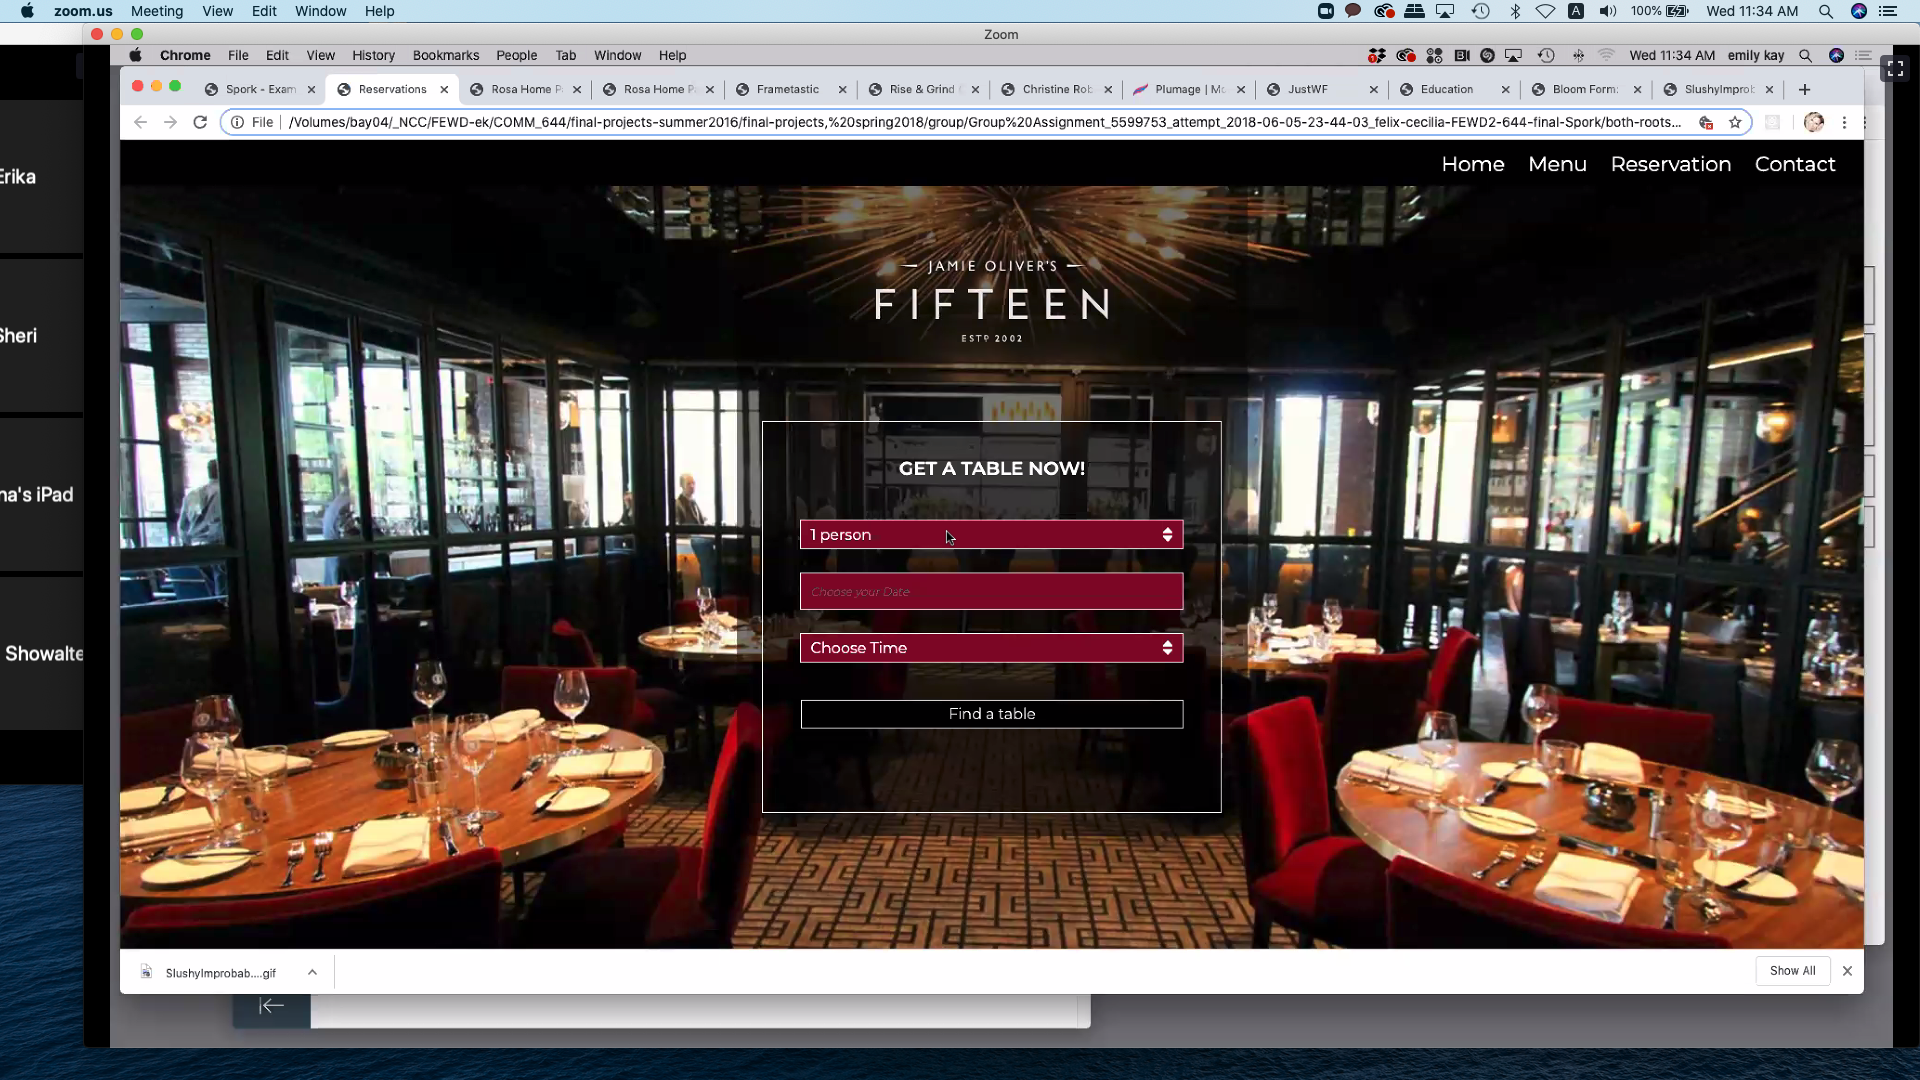 zoom.us Meeting View Edit Window Help
100% Wed 11:34 AM
Zoom
Chrome File Edit View History Bookmarks People Tab Window Help
Wed 11:34 AM emily kay
Spork - Exam
Reservations
Rosa Home P
Rosa Home P
Frametastic
Rise & Grind
Christine Rob
Plumage | M
JustWF
Education
Bloom Form
SlushyImprob
File /Volumes/bay04/_NCC/FEWD-ek/COMM_644/final-projects-summer2016/final-projects,%20spring2018/group/Group%20Assignment_5599753_attempt_2018-06-05-23-44-03_felix-cecilia-FEWD2-644-final-Spork/both-roots...
Home Menu Reservation Contact
Erika
Sheri
na's iPad
Showalte
JAMIE OLIVER'S
FIFTEEN
ESTD 2002
GET A TABLE NOW!
1 person
Choose your Date
Choose Time
Find a table
SlushyImprobab....gif
Show All